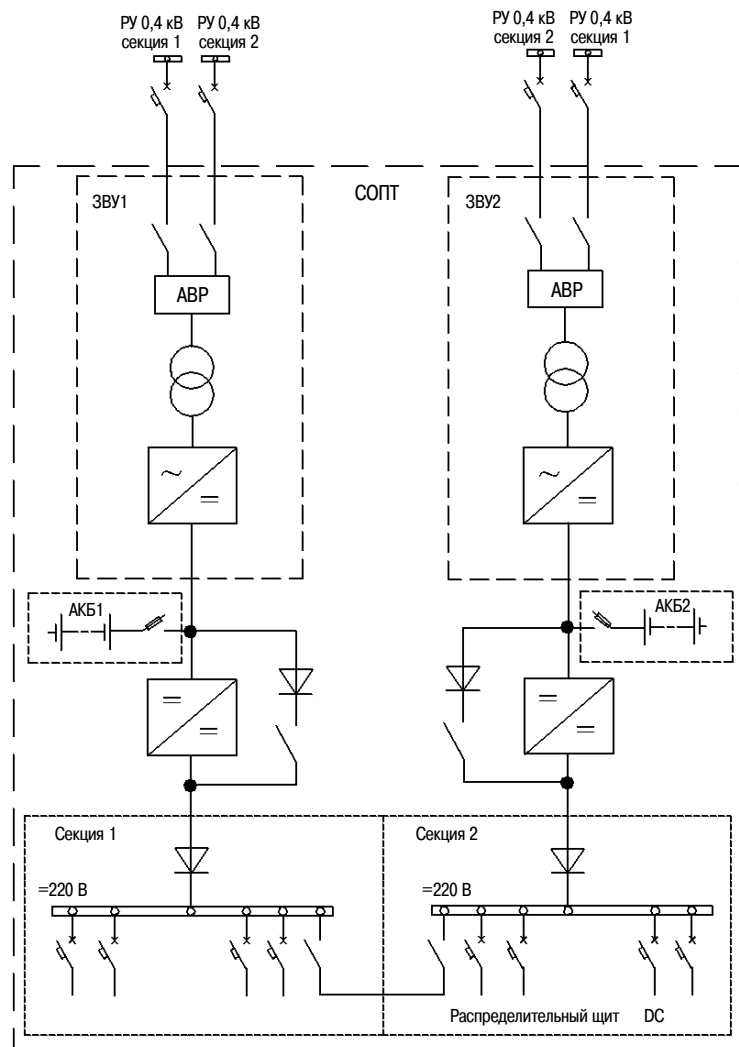 РУ 0,4 кВ РУ 0,4 кВ
секция 1 секция 2
РУ 0,4 кВ РУ 0,4 кВ
секция 2 секция 1
СОПТ
ЗВУ1
ЗВУ2
АВР
АВР
АКБ1
АКБ2
Секция 1
Секция 2
=220 В
=220 В
Распределительный щит DC